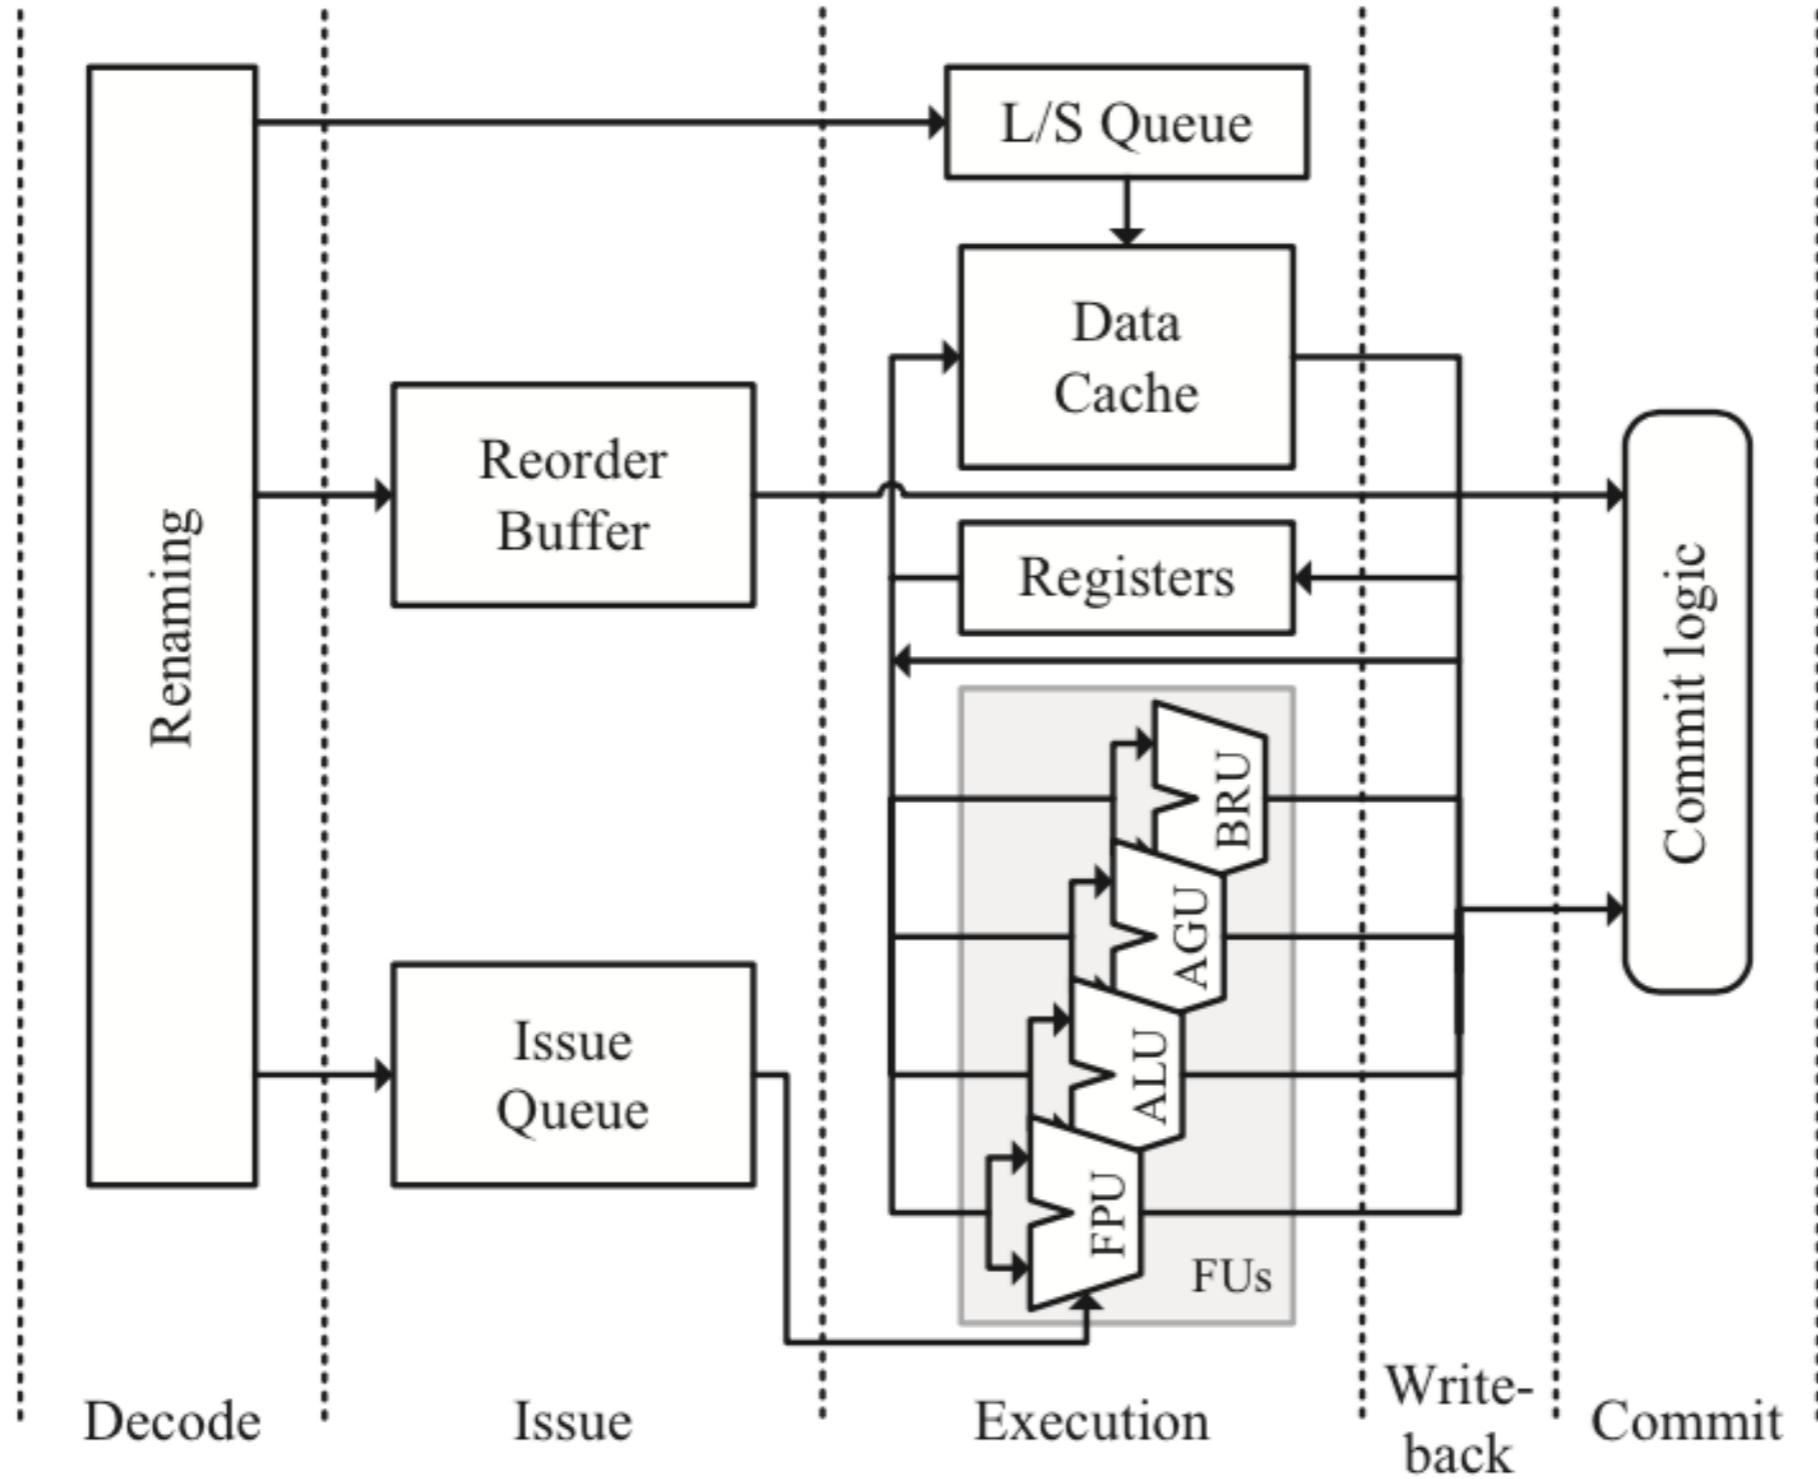 L/S Queue
Data
Cache
Renaming
Reorder
Buffer
Registers
Commit logic
BRU
AGU
Issue
Queue
ALU
FPU
FUs
Decode
Issue
Execution
Write-
back
Commit